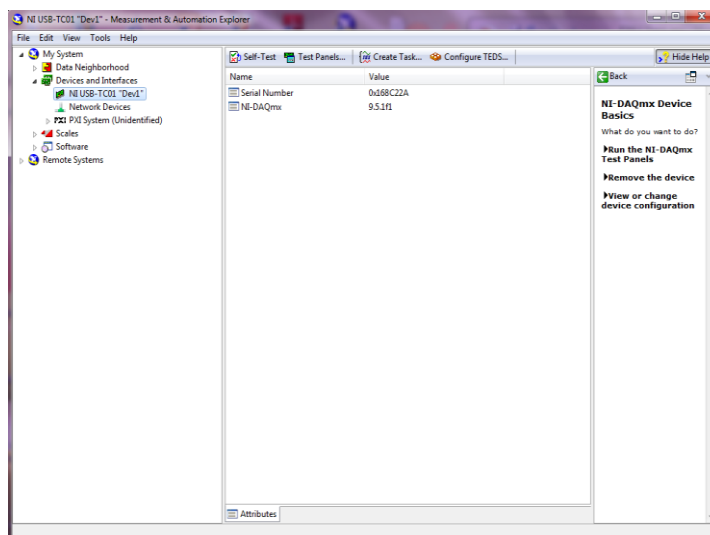 NI USB-TC01 "Dev1" - Measurement & Automation Explorer
File Edit View Tools Help
My System
Data Neighborhood
Devices and Interfaces
NI USB-TC01 "Dev1"
Network Devices
PXI PXI System (Unidentified)
Scales
Software
Remote Systems
Self-Test Test Panels... Create Task... Configure TEDS... Hide Help
Name Value
Serial Number 0x168C22A
NI-DAQmx 9.5.1f1
Attributes
Back
NI-DAQmx Device
Basics
What do you want to do?
Run the NI-DAQmx
Test Panels
Remove the device
View or change
device configuration